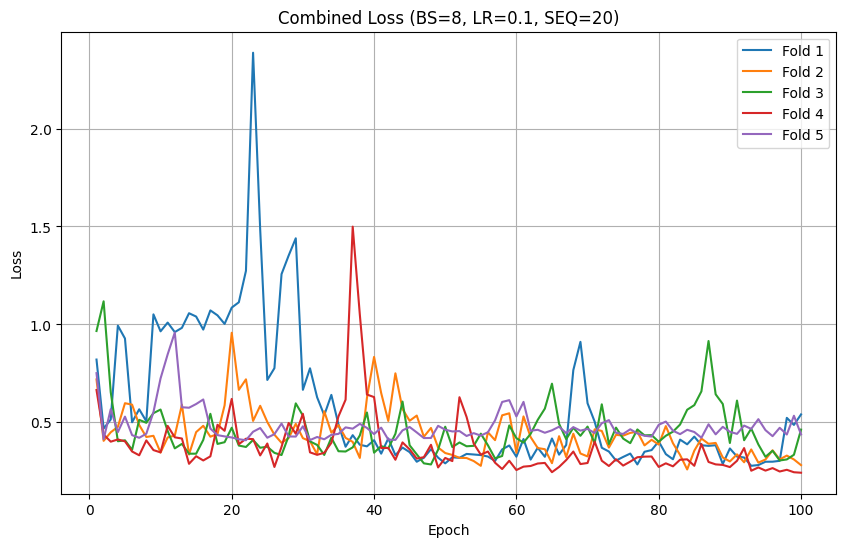 Combined Loss (BS=8, LR=0.1, SEQ=20)
Fold 1
Fold 2
Fold 3
Fold 4
Fold 5
2.0
1.5
1.0
0.5
Loss
0
20
40
60
80
100
Epoch